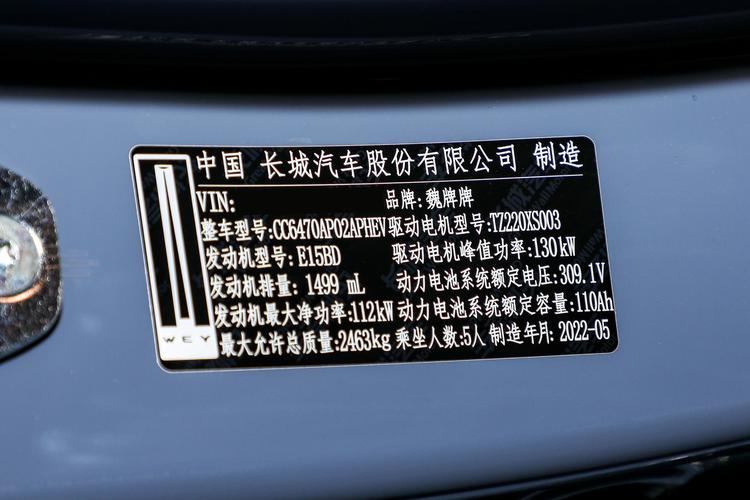 中国 长城汽车股份有限公司 制造
VIN: 品牌: 魏牌牌
整车型号:CC6470AP02APHEV 驱动电机型号:TZ220XS003
发动机型号: E15BD 驱动电机峰值功率:130kW
发动机排量: 1499 mL 动力电池系统额定电压:309.1V
发动机最大净功率:112kW 动力电池系统额定容量:110Ah
最大允许总质量:2463kg 乘坐人数:5人 制造年月: 2022-05
WEY